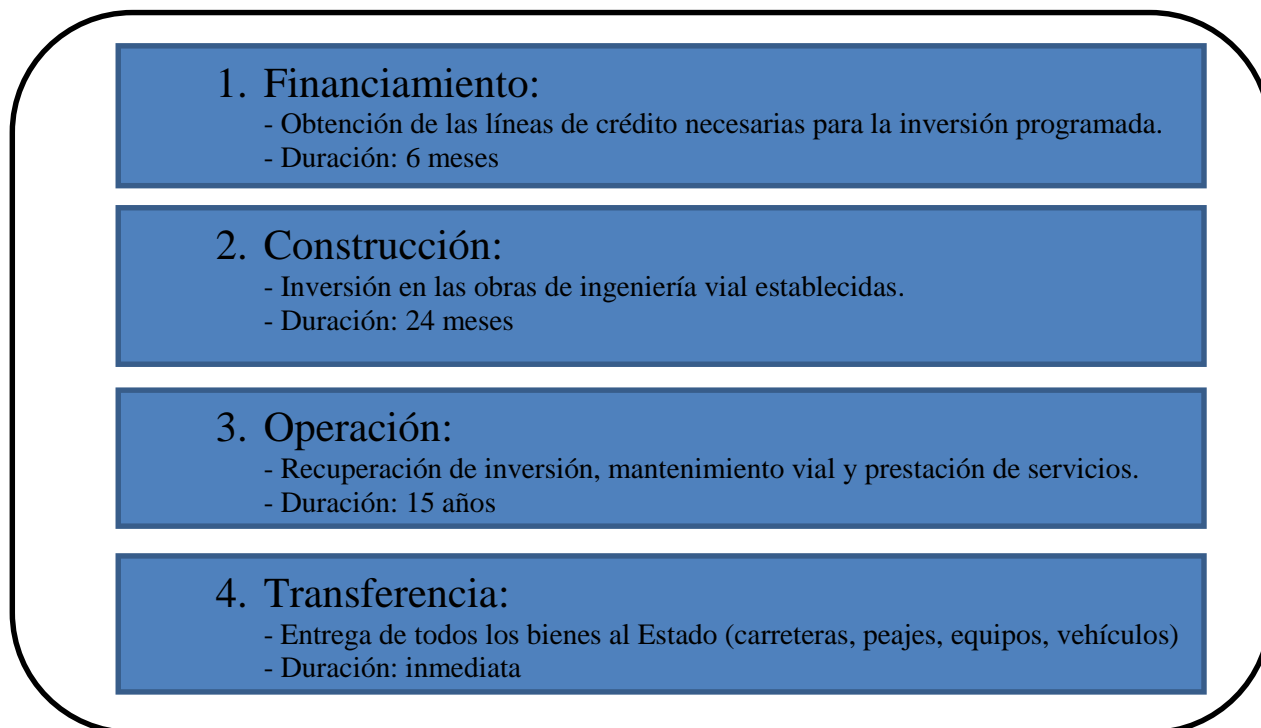 1. Financiamiento:
- Obtención de las líneas de crédito necesarias para la inversión programada.
- Duración: 6 meses
2. Construcción:
- Inversión en las obras de ingeniería vial establecidas.
- Duración: 24 meses
3. Operación:
- Recuperación de inversión, mantenimiento vial y prestación de servicios.
- Duración: 15 años
4. Transferencia:
- Entrega de todos los bienes al Estado (carreteras, peajes, equipos, vehículos)
- Duración: inmediata